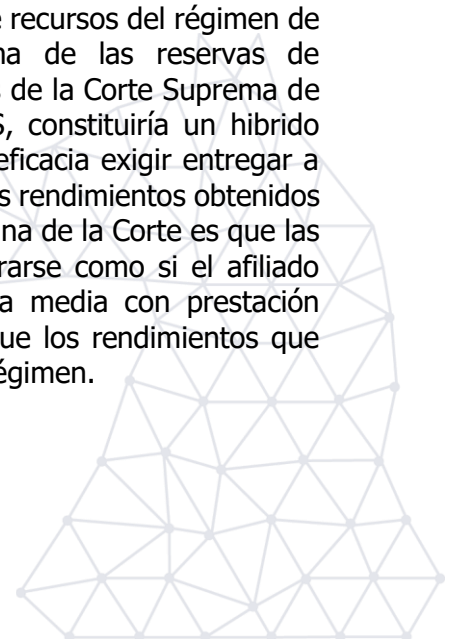 recursos del régimen de
na de las reservas de
de la Corte Suprema de
S, constituiría un hibrido
eficacia exigir entregar a
s rendimientos obtenidos
na de la Corte es que las
rarse como si el afiliado
a media con prestación
ue los rendimientos que
égimen.